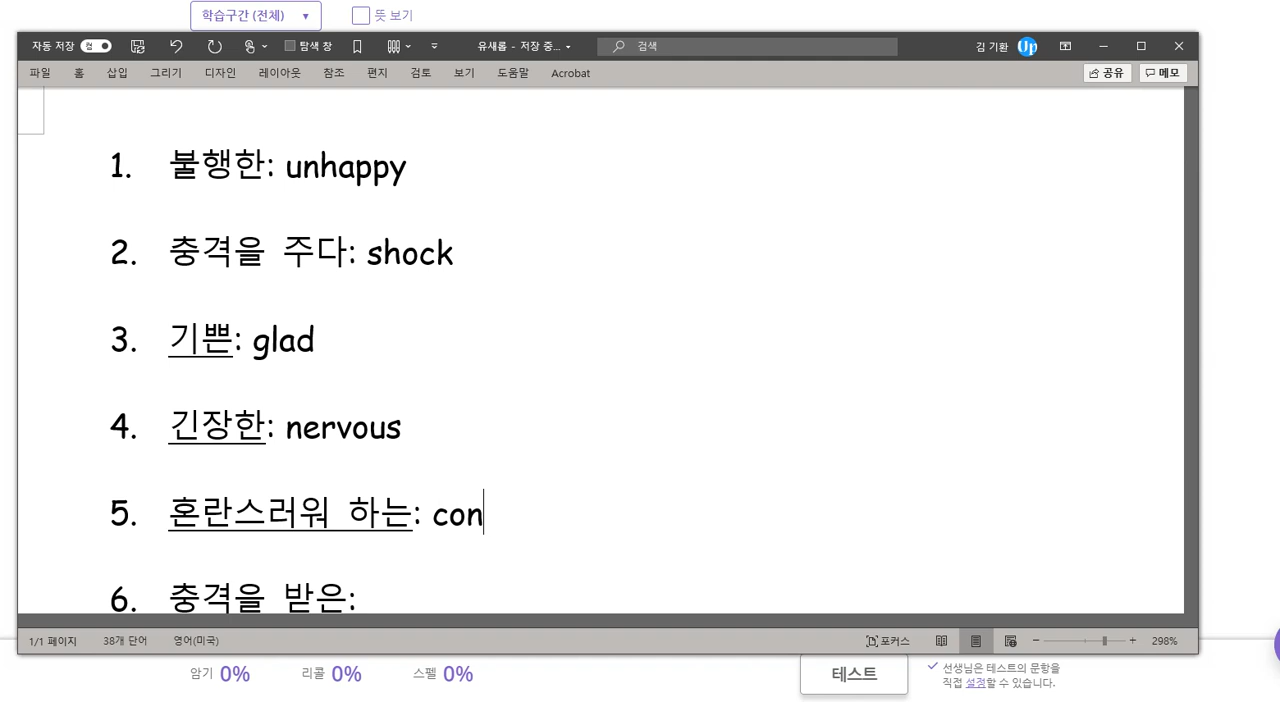 학습구간 (전체) ▼ 뜻 보기
자동 저장 켬 탐색 창 유새롬 - 저장 중... 검색 김 기환 Up
파일 홈 삽입 그리기 디자인 레이아웃 참조 편지 검토 보기 도움말 Acrobat 공유 메모
1. 불행한: unhappy
2. 충격을 주다: shock
3. 기쁜: glad
4. 긴장한: nervous
5. 혼란스러워 하는: con
6. 충격을 받은:
1/1 페이지 38개 단어 영어(미국) 포커스 298%
암기 0% 리콜 0% 스펠 0% 테스트 선생님은 테스트의 문항을
직접 설정할 수 있습니다.